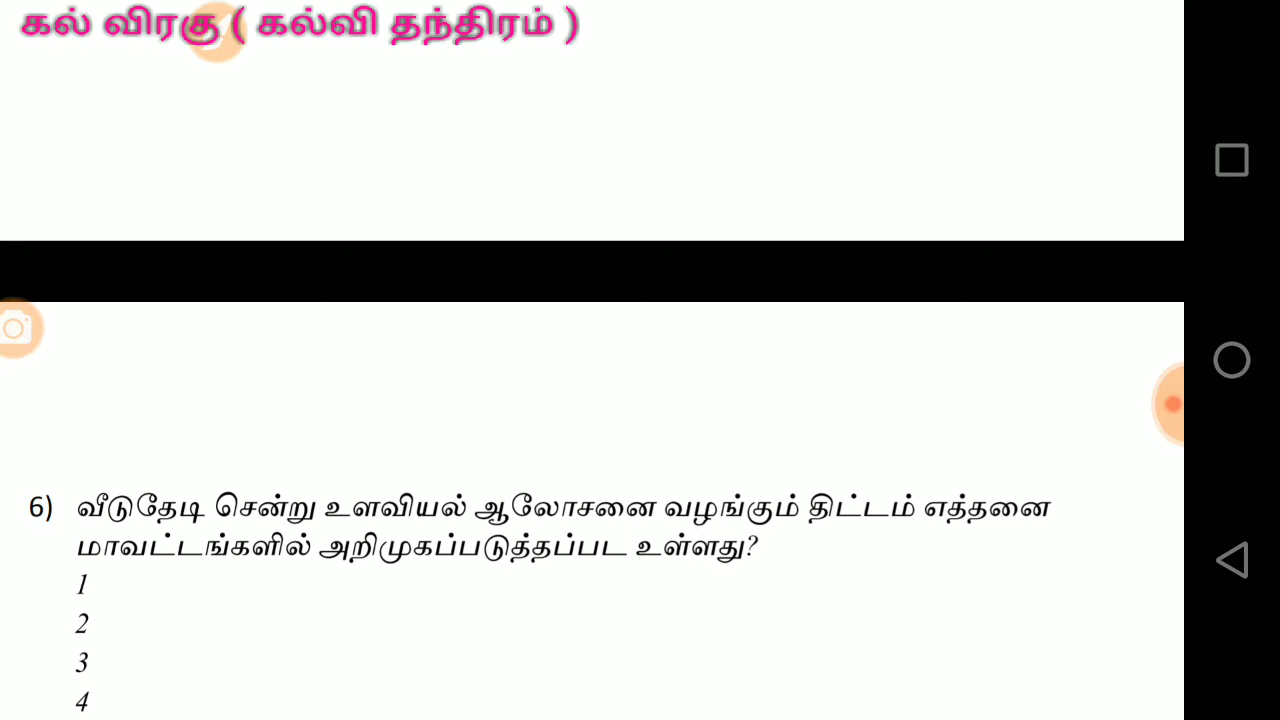 கல் விரகு ( கல்வி தந்திரம் )
6) வீடுதேடி சென்று உளவியல் ஆலோசனை வழங்கும் திட்டம் எத்தனை
மாவட்டங்களில் அறிமுகப்படுத்தப்பட உள்ளது?
1
2
3
4